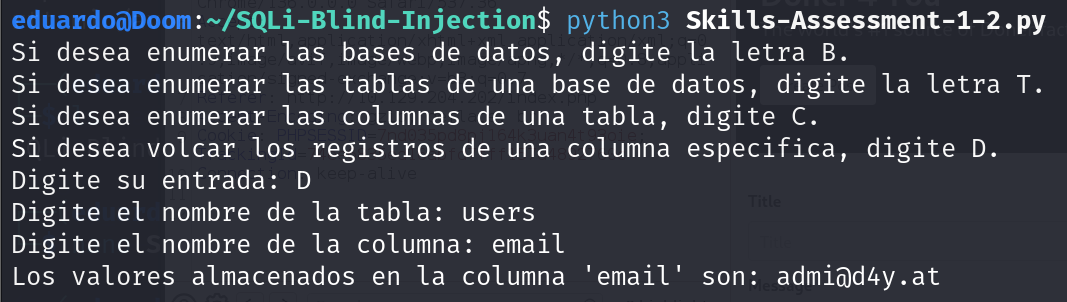 eduardo@Doom:~/SQLi-Blind-Injection$ python3 Skills-Assessment-1-2.py
Si desea enumerar las bases de datos, digite la letra B.
Si desea enumerar las tablas de una base de datos, digite la letra T.
Si desea enumerar las columnas de una tabla, digite C.
Si desea volcar los registros de una columna especifica, digite D.
Digite su entrada: D
Digite el nombre de la tabla: users
Title
Digite el nombre de la columna: email
Los valores almacenados en la columna 'email' son: admi@d4y.at